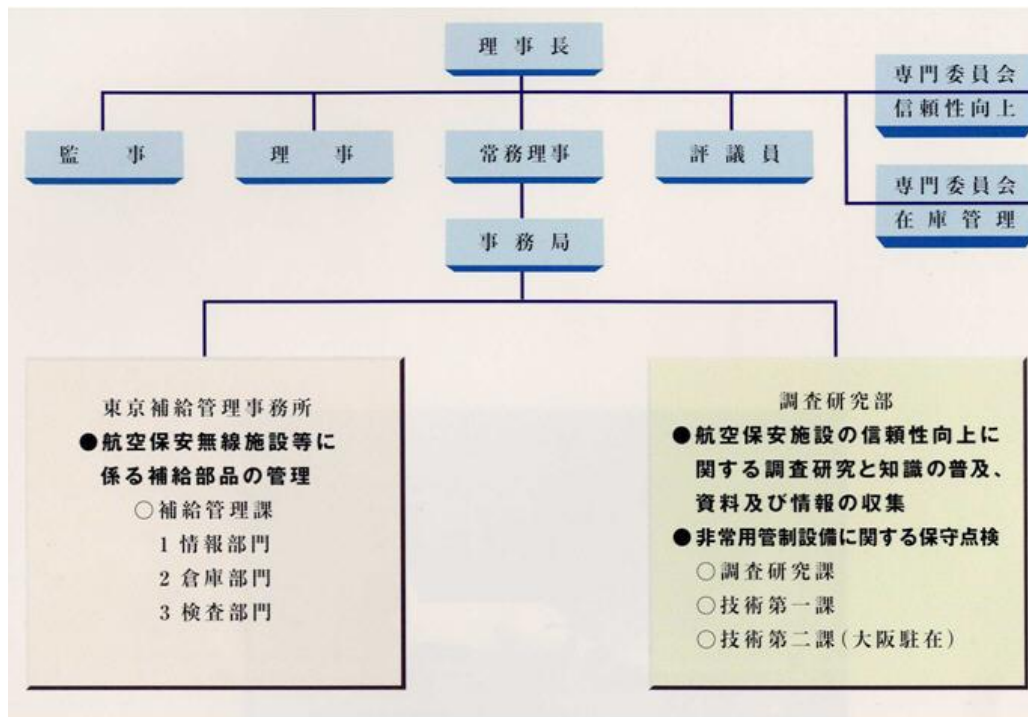 理事長
専門委員会
信頼性向上
監事
理事
常務理事
評議員
専門委員会
在庫管理
事務局
東京補給管理事務所
●航空保安無線施設等に
係る補給部品の管理
○補給管理課
1 情報部門
2 倉庫部門
3 検査部門
調査研究部
●航空保安施設の信頼性向上に
関する調査研究と知識の普及、
資料及び情報の収集
●非常用管制設備に関する保守点検
○調査研究課
○技術第一課
○技術第二課(大阪駐在)